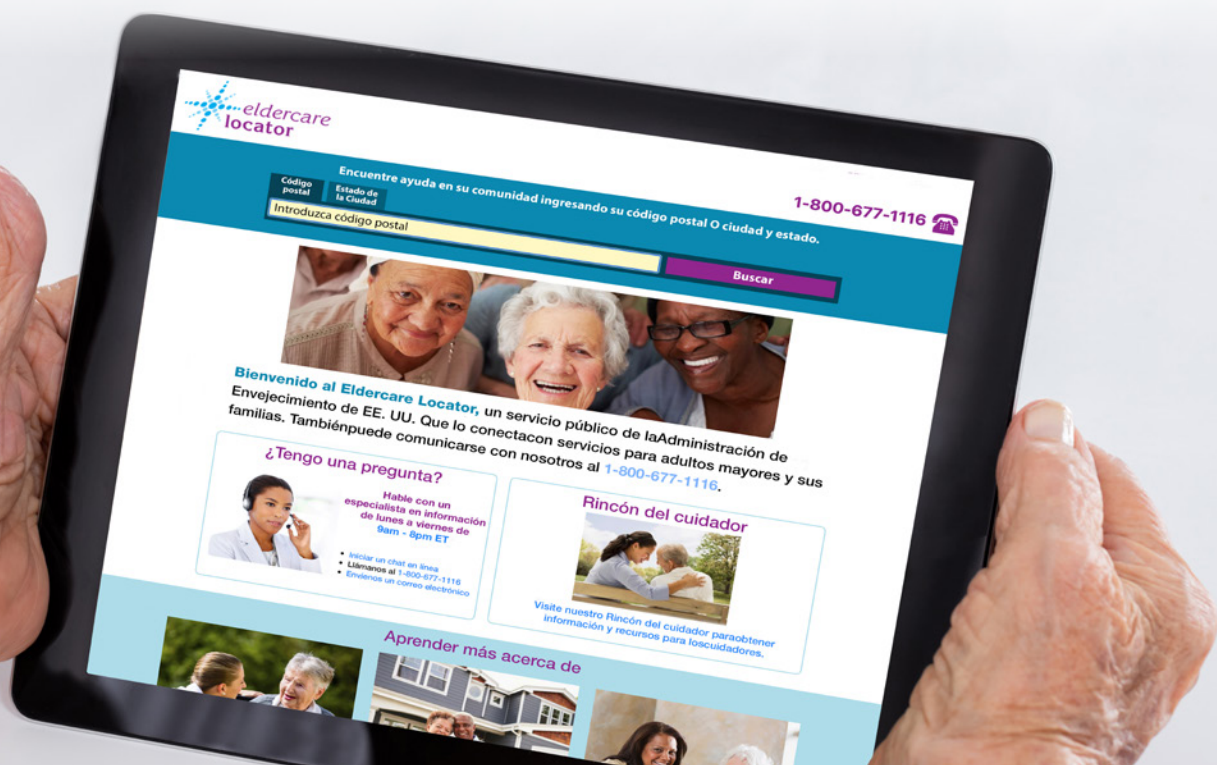 eldercare
locator
1-800-677-1116
Encuentre ayuda en su comunidad ingresando su código postal O ciudad y estado.
Código
postal
Estado de
la Ciudad
Introduzca código postal
Buscar
Bienvenido al Eldercare Locator, un servicio público de laAdministración de
Envejecimiento de EE. UU. Que lo conectacon servicios para adultos mayores y sus
familias. Tambiénpuede comunicarse con nosotros al 1-800-677-1116.
¿Tengo una pregunta?
Hable con un
especialista en información
de lunes a viernes de
9am - 8pm ET
• Iniciar un chat en línea
• Llámanos al 1-800-677-1116
• Envíenos un correo electrónico
Rincón del cuidador
Visite nuestro Rincón del cuidador paraobtener
información y recursos para loscuidadores.
Aprender más acerca de